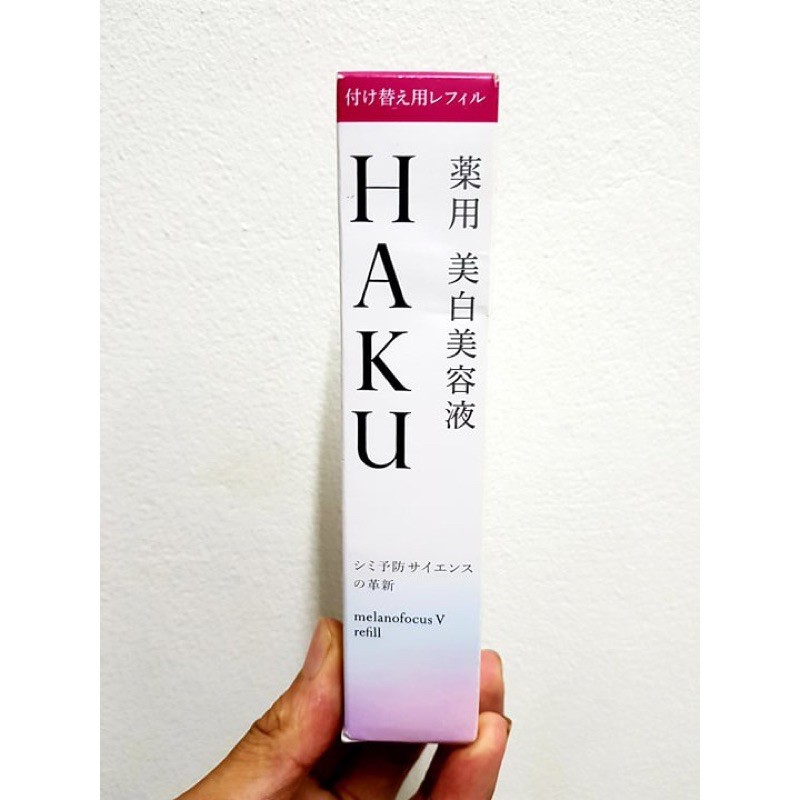 付け替え用レフィル
HAKU
薬用 美白美容液
シミ予防サイエンス
の革新
melanofocus V
refill